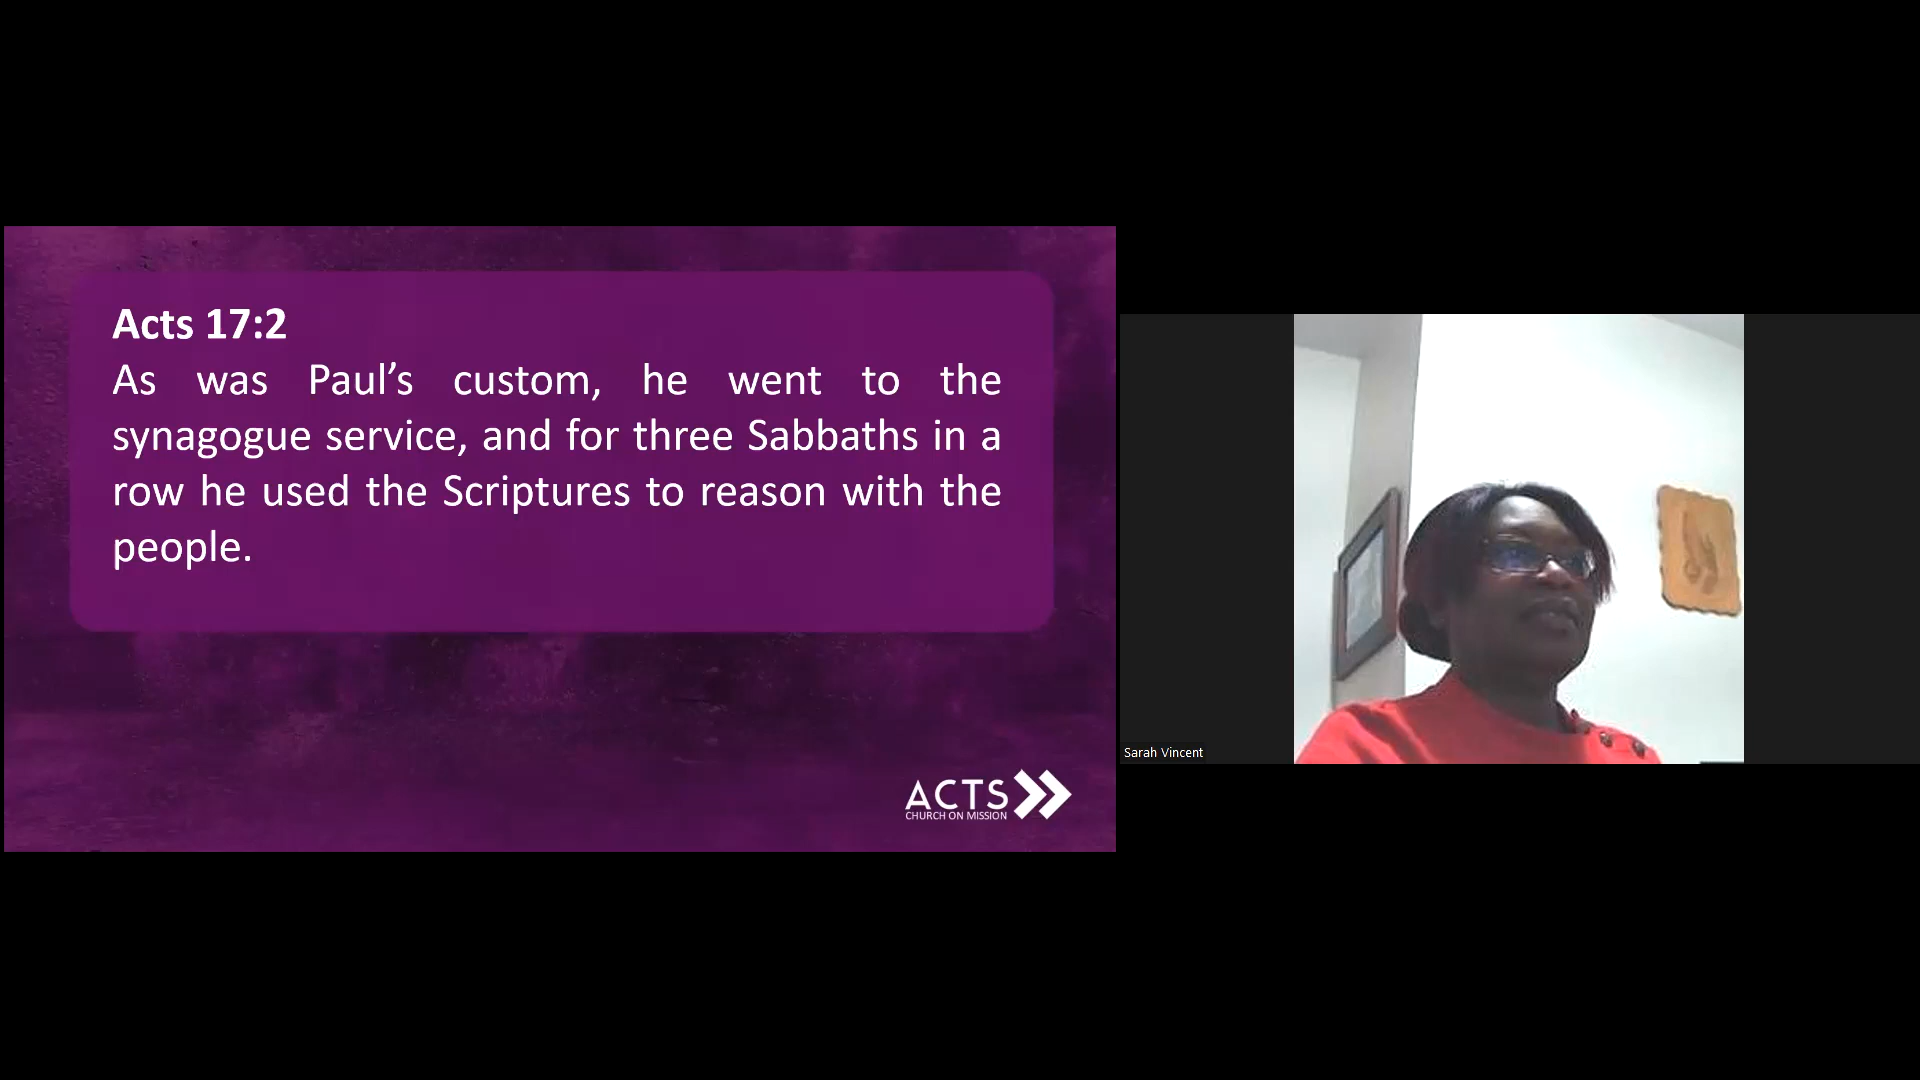 Acts 17:2
As was Paul’s custom, he went to the
synagogue service, and for three Sabbaths in a
row he used the Scriptures to reason with the
people.
ACTS
CHURCH ON MISSION
Sarah Vincent